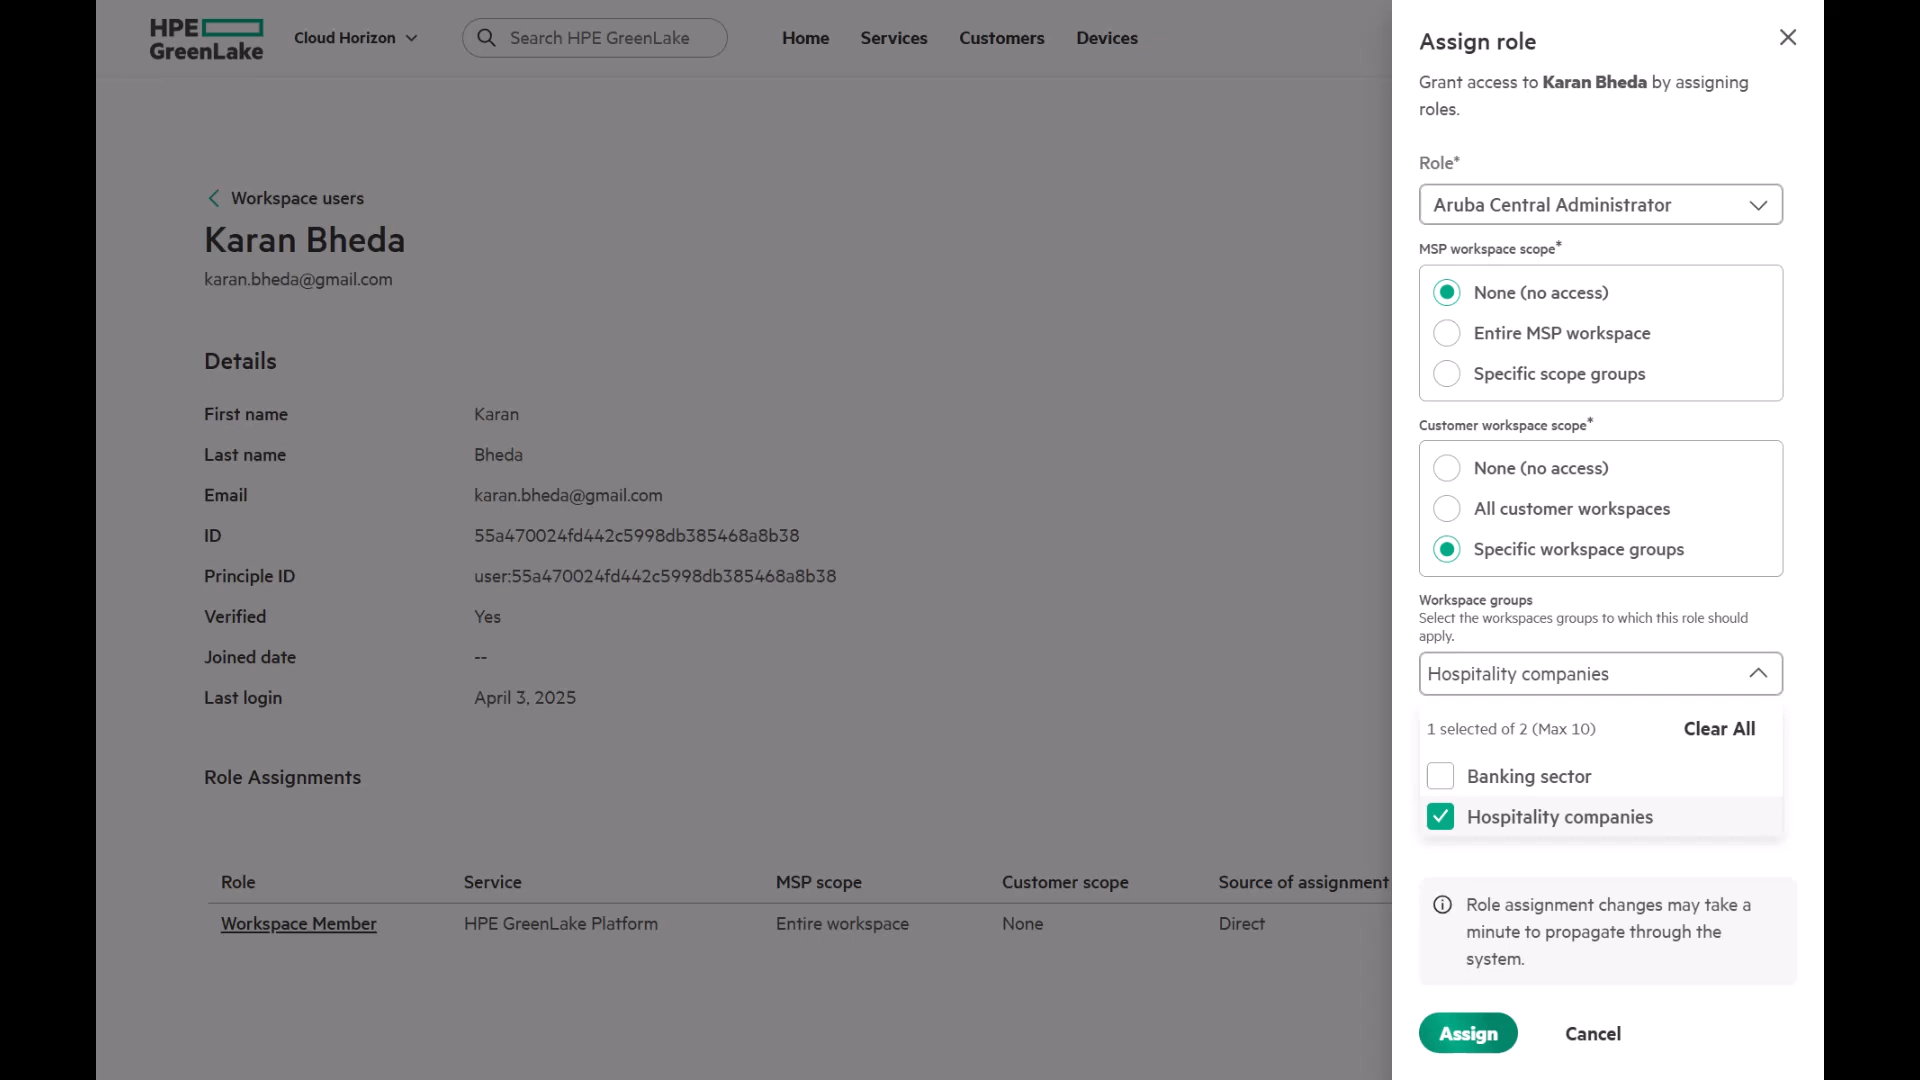 HPE
GreenLake
Cloud Horizon
Search HPE GreenLake
Home
Services
Customers
Devices
Workspace users
Karan Bheda
karan.bheda@gmail.com
Details
First name Karan
Last name Bheda
Email karan.bheda@gmail.com
ID 55a470024fd442c5998db385468a8b38
Principle ID user:55a470024fd442c5998db385468a8b38
Verified Yes
Joined date --
Last login April 3, 2025
Role Assignments
Role Service MSP scope Customer scope Source of assignment
Workspace Member HPE GreenLake Platform Entire workspace None Direct
Assign role
Grant access to Karan Bheda by assigning
roles.
Role*
Aruba Central Administrator
MSP workspace scope*
None (no access)
Entire MSP workspace
Specific scope groups
Customer workspace scope*
None (no access)
All customer workspaces
Specific workspace groups
Workspace groups
Select the workspaces groups to which this role should
apply.
Hospitality companies
1 selected of 2 (Max 10) Clear All
Banking sector
Hospitality companies
Role assignment changes may take a
minute to propagate through the
system.
Assign Cancel